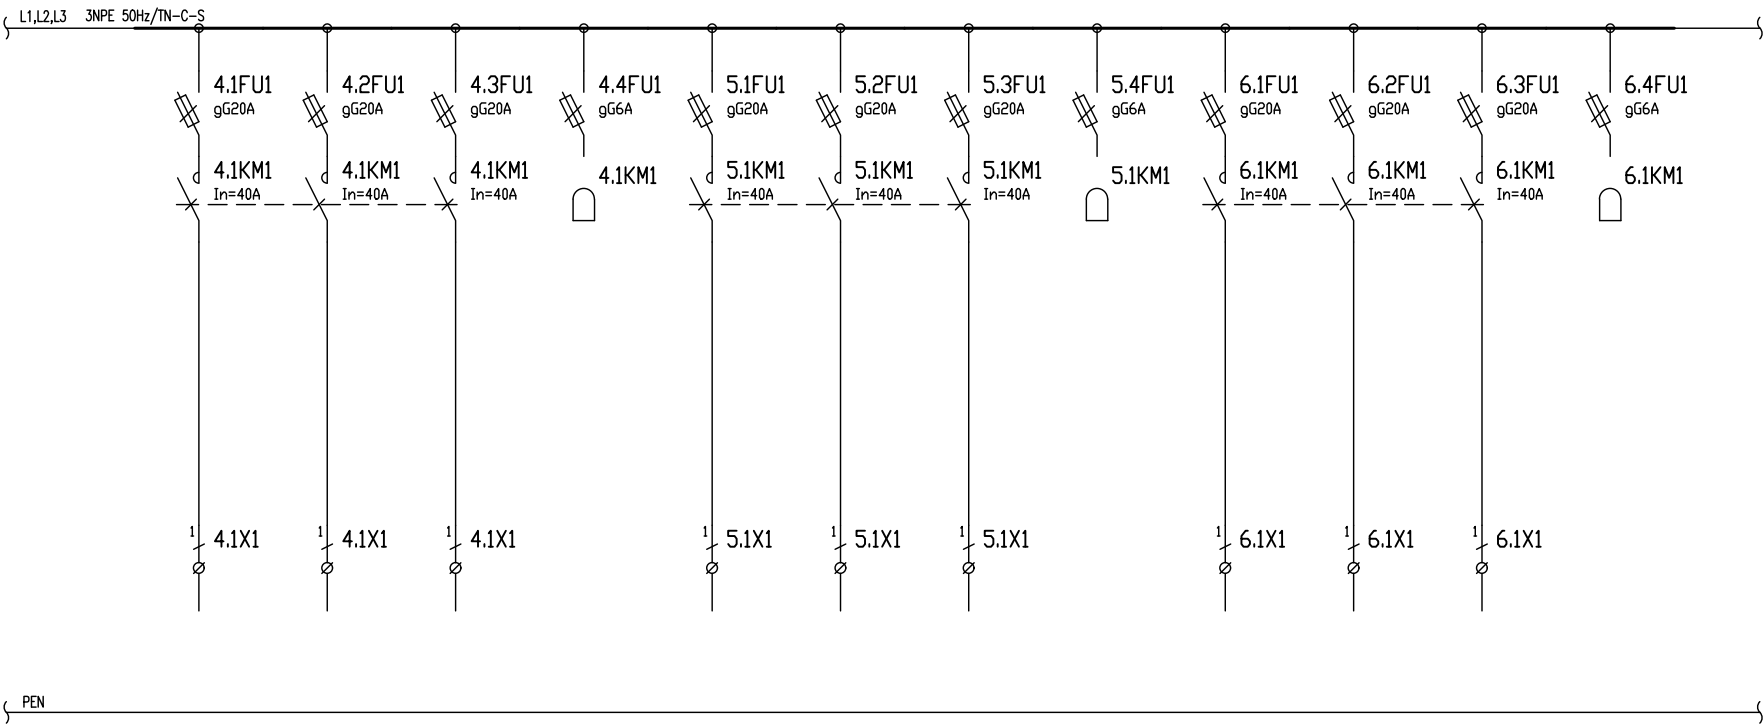 L1,L2,L3 3NPE 50Hz/TN-C-S
4.1FU1 4.2FU1 4.3FU1 4.4FU1 5.1FU1 5.2FU1 5.3FU1 5.4FU1 6.1FU1 6.2FU1 6.3FU1 6.4FU1
gG20A gG20A gG20A gG6A gG20A gG20A gG20A gG6A gG20A gG20A gG20A gG6A
4.1KM1 4.1KM1 4.1KM1 4.1KM1 5.1KM1 5.1KM1 5.1KM1 5.1KM1 6.1KM1 6.1KM1 6.1KM1 6.1KM1
In=40A In=40A In=40A In=40A In=40A In=40A In=40A In=40A In=40A
1 4.1X1 1 4.1X1 1 4.1X1 1 5.1X1 1 5.1X1 1 5.1X1 1 6.1X1 1 6.1X1 1 6.1X1
PEN